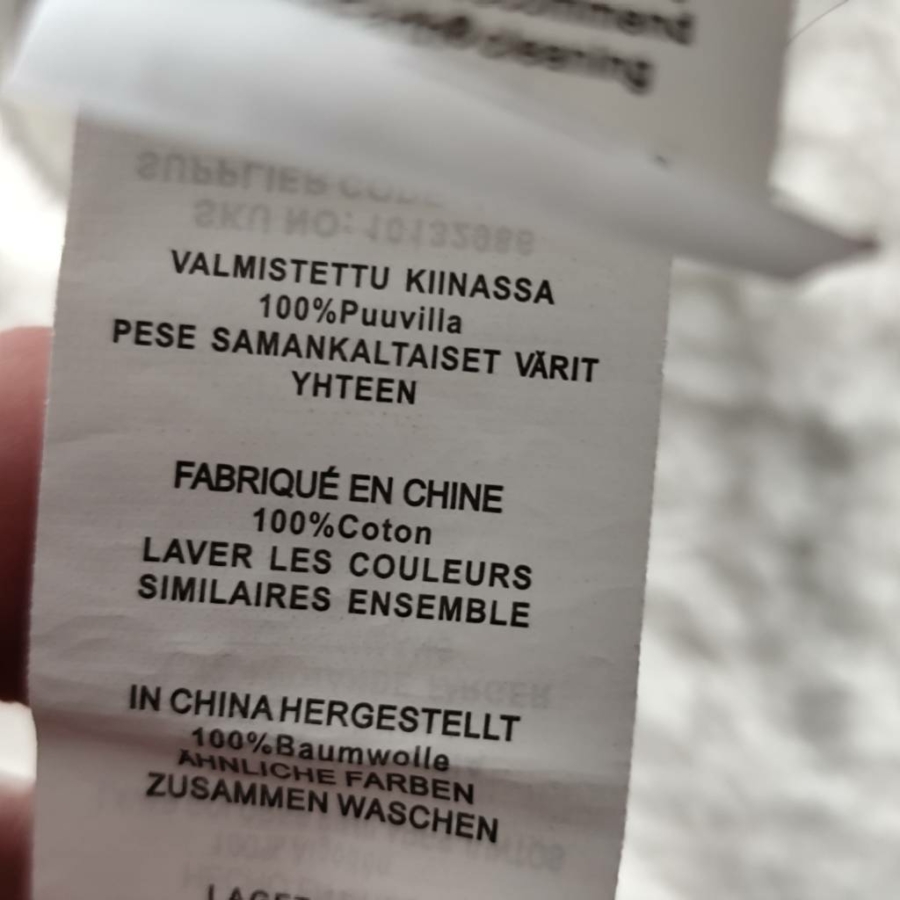 cleaning
VALMISTETTU KIINASSA
100%Puuvilla
PESE SAMANKALTAISET VÄRIT
YHTEEN
FABRIQUÉ EN CHINE
100%Coton
LAVER LES COULEURS
SIMILAIRES ENSEMBLE
IN CHINA HERGESTELLT
100%Baumwolle
ÄHNLICHE FARBEN
ZUSAMMEN WASCHEN